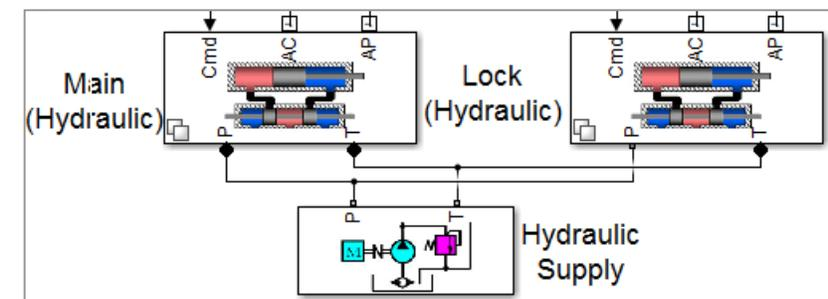 Cmd
AC
AP
Cmd
AC
AP
Main
(Hydraulic)
Lock
(Hydraulic)
P
T
P
T
P
T
M
Hydraulic
Supply